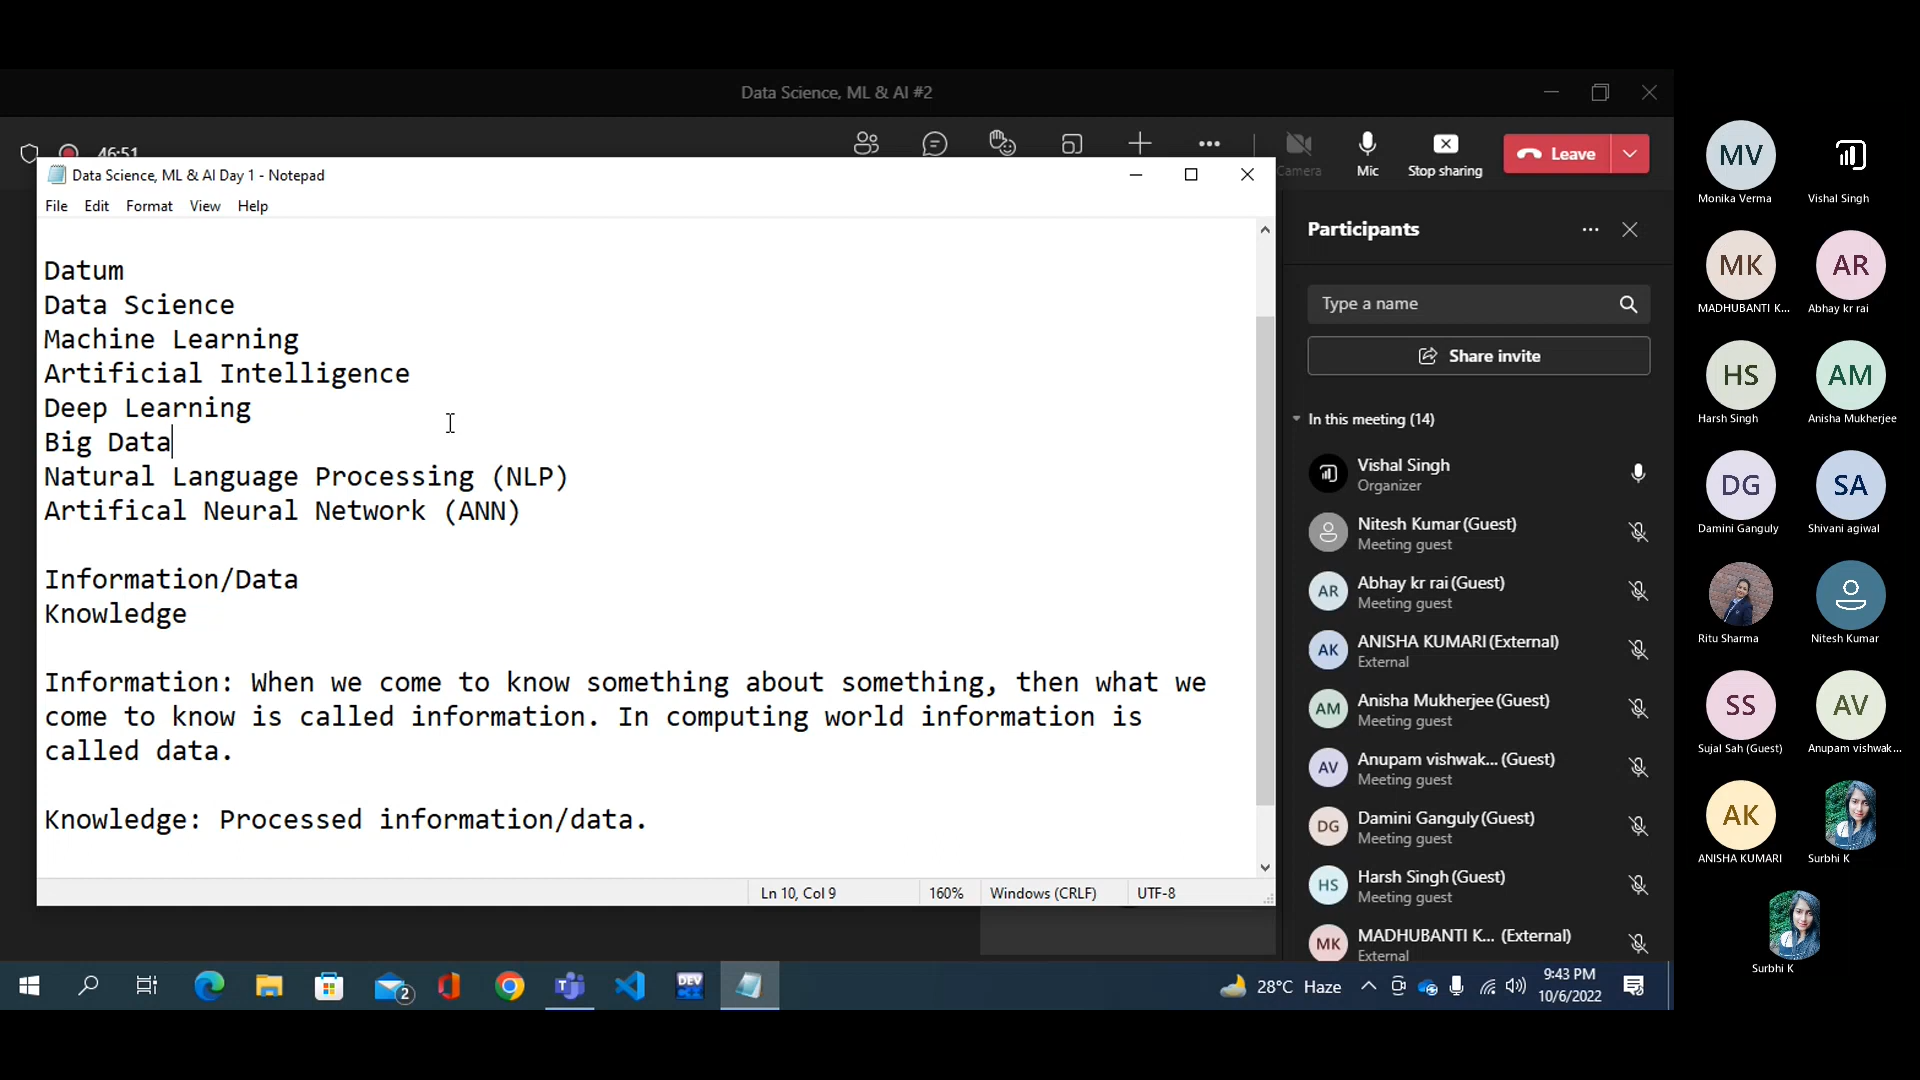 Data Science, ML & AI #2
46:51
Camera
Mic
Stop sharing
Leave
Data Science, ML & AI Day 1 - Notepad
File Edit Format View Help
Datum
Data Science
Machine Learning
Artificial Intelligence
Deep Learning
Big Data
Natural Language Processing (NLP)
Artifical Neural Network (ANN)
Information/Data
Knowledge
Information: When we come to know something about something, then what we
come to know is called information. In computing world information is
called data.
Knowledge: Processed information/data.
Ln 10, Col 9 160% Windows (CRLF) UTF-8
Participants
Type a name
Share invite
In this meeting (14)
Vishal Singh
Organizer
Nitesh Kumar (Guest)
Meeting guest
AR
Abhay kr rai (Guest)
Meeting guest
AK
ANISHA KUMARI (External)
External
AM
Anisha Mukherjee (Guest)
Meeting guest
AV
Anupam vishwak... (Guest)
Meeting guest
DG
Damini Ganguly (Guest)
Meeting guest
HS
Harsh Singh (Guest)
Meeting guest
MK
MADHUBANTI K... (External)
External
MV
Monika Verma
Vishal Singh
MK
MADHUBANTI K...
AR
Abhay kr rai
HS
Harsh Singh
AM
Anisha Mukherjee
DG
Damini Ganguly
SA
Shivani agiwal
Ritu Sharma
Nitesh Kumar
SS
Sujal Sah (Guest)
AV
Anupam vishwak...
AK
ANISHA KUMARI
Surbhi K
Surbhi K
2
DEV
28°C Haze
9:43 PM
10/6/2022